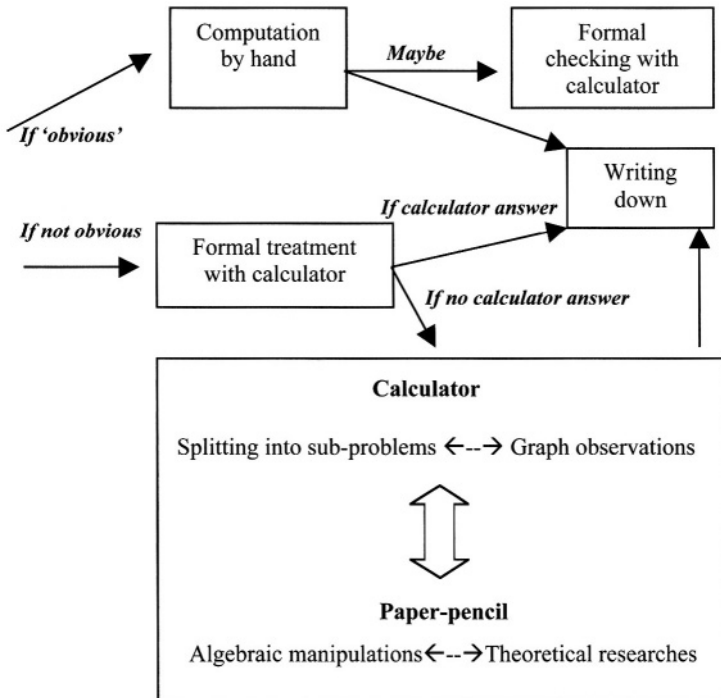 Computation
by hand
Maybe
Formal
checking with
calculator
If ‘obvious’
Writing
down
If calculator answer
If not obvious
Formal treatment
with calculator
If no calculator answer
Calculator
Splitting into sub-problems ←--→ Graph observations
Paper-pencil
Algebraic manipulations←--→Theoretical researches